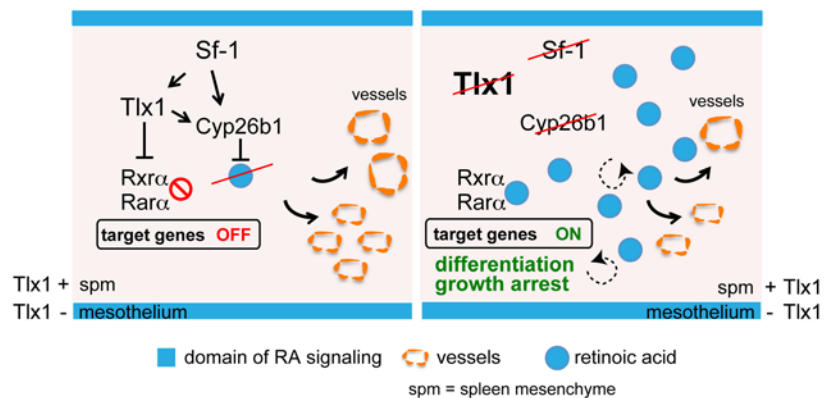 Sf-1
Tlx1
Cyp26b1
Rxrα
Rarα
target genes OFF
vessels
Tlx1 + spm
Tlx1 - mesothelium
Sf-1
Tlx1
Cyp26b1
Rxrα
Rarα
target genes ON
differentiation
growth arrest
vessels
spm + Tlx1
mesothelium - Tlx1
domain of RA signaling
vessels
retinoic acid
spm = spleen mesenchyme